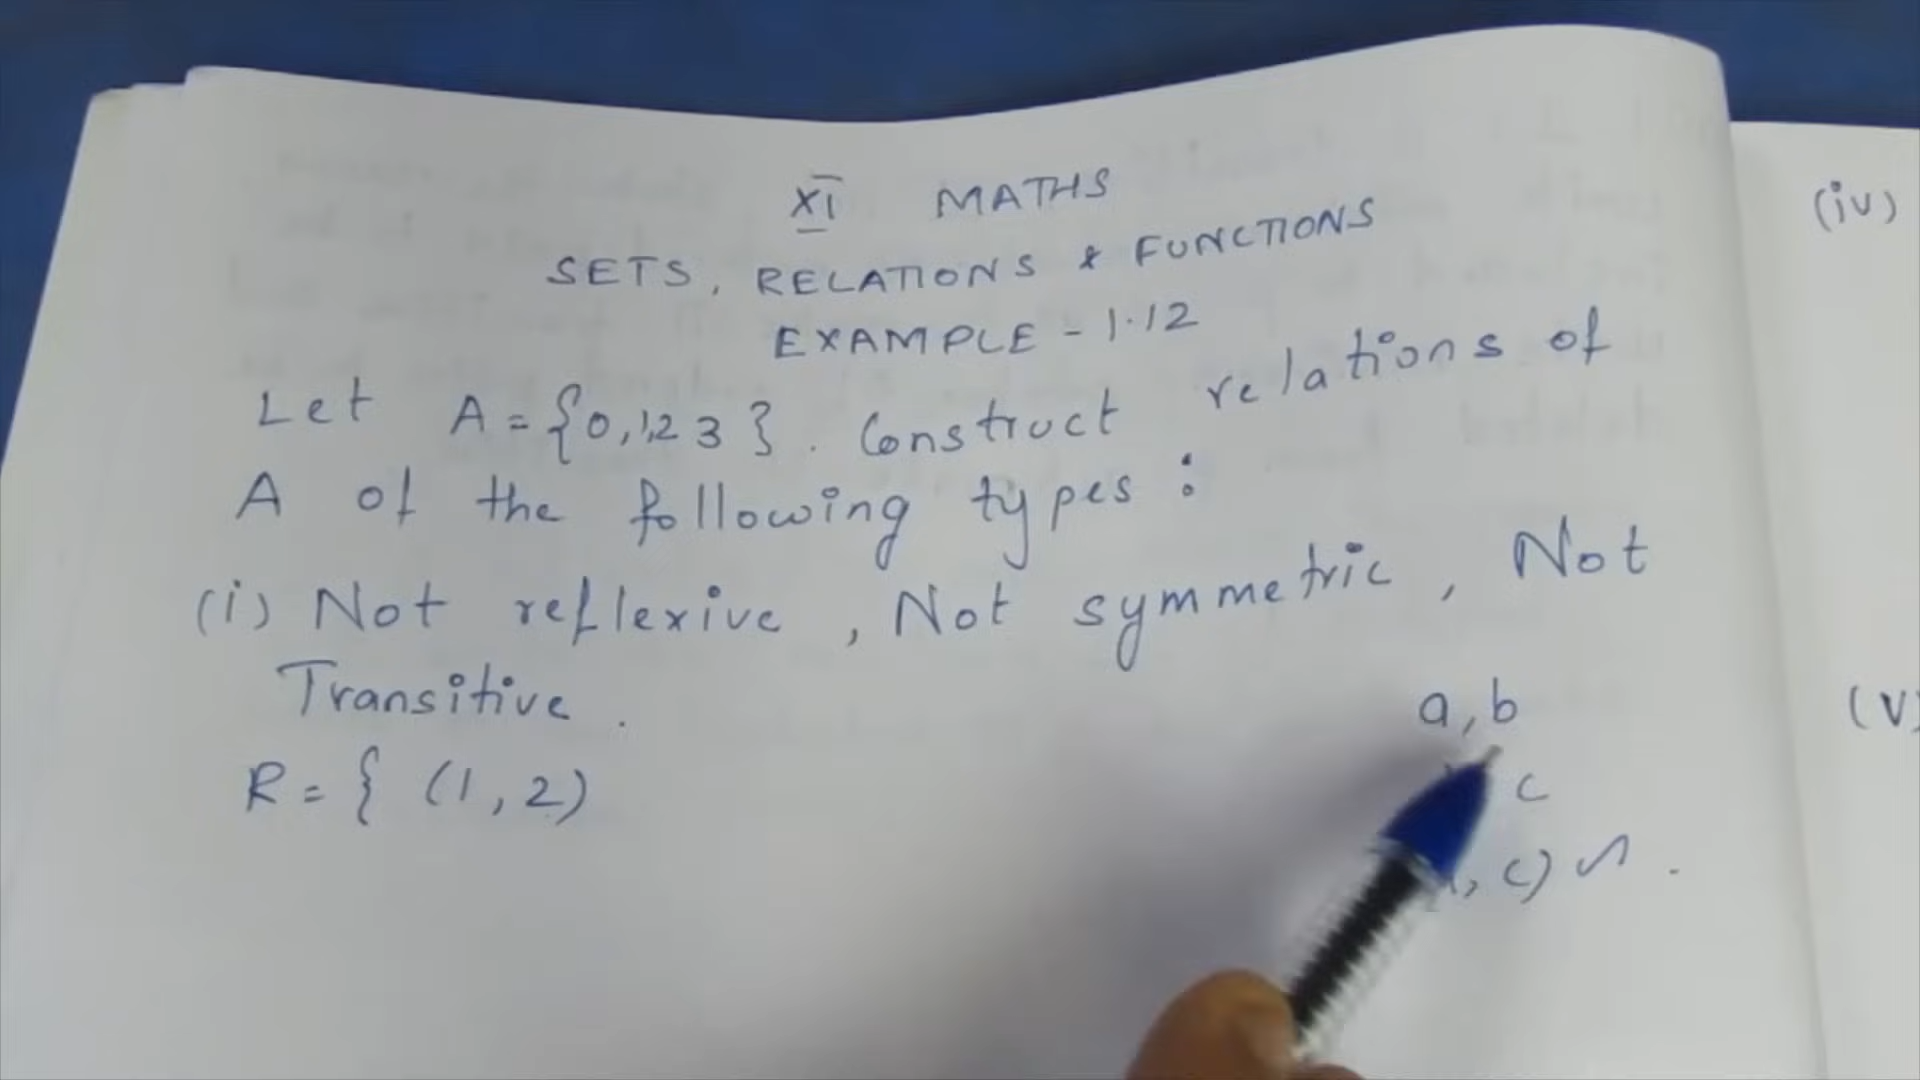 XI MATHS
SETS, RELATIONS & FUNCTIONS
EXAMPLE - 1.12
Let A = {0,1,2 3}. Construct relations of
A of the following types :
(i) Not reflexive, Not symmetric, Not
Transitive.
R = { (1, 2)
a, b
c
, c)
(iv)
(v)